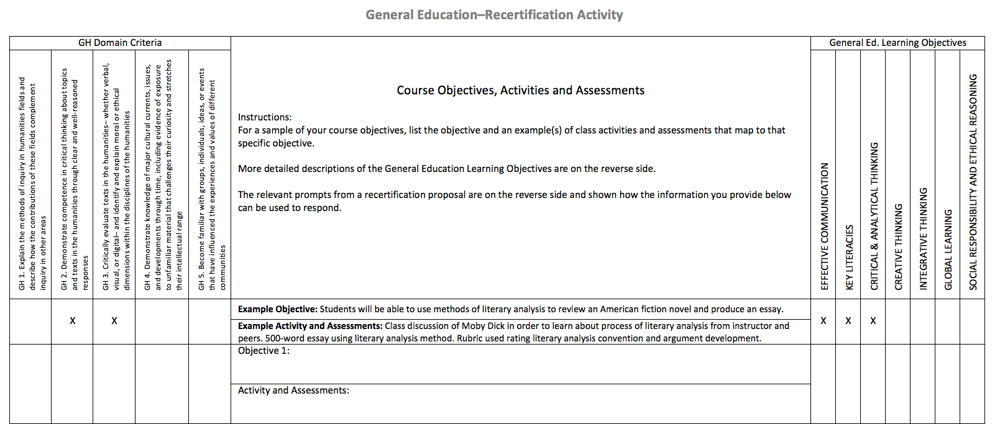 General Education–Recertification Activity
GH Domain Criteria
General Ed. Learning Objectives
GH 1. Explain the methods of inquiry in humanities fields and
describe how the contributions of these fields complement
inquiry in other areas
GH 2. Demonstrate competence in critical thinking about topics
and texts in the humanities through clear and well-reasoned
responses
GH 3. Critically evaluate texts in the humanities– whether verbal,
visual, or digital– and identify and explain moral or ethical
dimensions within the disciplines of the humanities
GH 4. Demonstrate knowledge of major cultural currents, issues,
and developments through time, including evidence of exposure
to unfamiliar material that challenges their curiosity and stretches
their intellectual range
GH 5. Become familiar with groups, individuals, ideas, or events
that have influenced the experiences and values of different
communities
Course Objectives, Activities and Assessments
Instructions:
For a sample of your course objectives, list the objective and an example(s) of class activities and assessments that map to that
specific objective.
More detailed descriptions of the General Education Learning Objectives are on the reverse side.
The relevant prompts from a recertification proposal are on the reverse side and shown how the information you provide below
can be used to respond.
EFFECTIVE COMMUNICATION
KEY LITERACIES
CRITICAL & ANALYTICAL THINKING
CREATIVE THINKING
INTEGRATIVE THINKING
GLOBAL LEARNING
SOCIAL RESPONSIBILITY AND ETHICAL REASONING
X
X
Example Objective: Students will be able to use methods of literary analysis to review an American fiction novel and produce an essay.
Example Activity and Assessments: Class discussion of Moby Dick in order to learn about process of literary analysis from instructor and
peers. 500-word essay using literary analysis method. Rubric used rating literary analysis convention and argument development.
X
X
X
Objective 1:
Activity and Assessments: